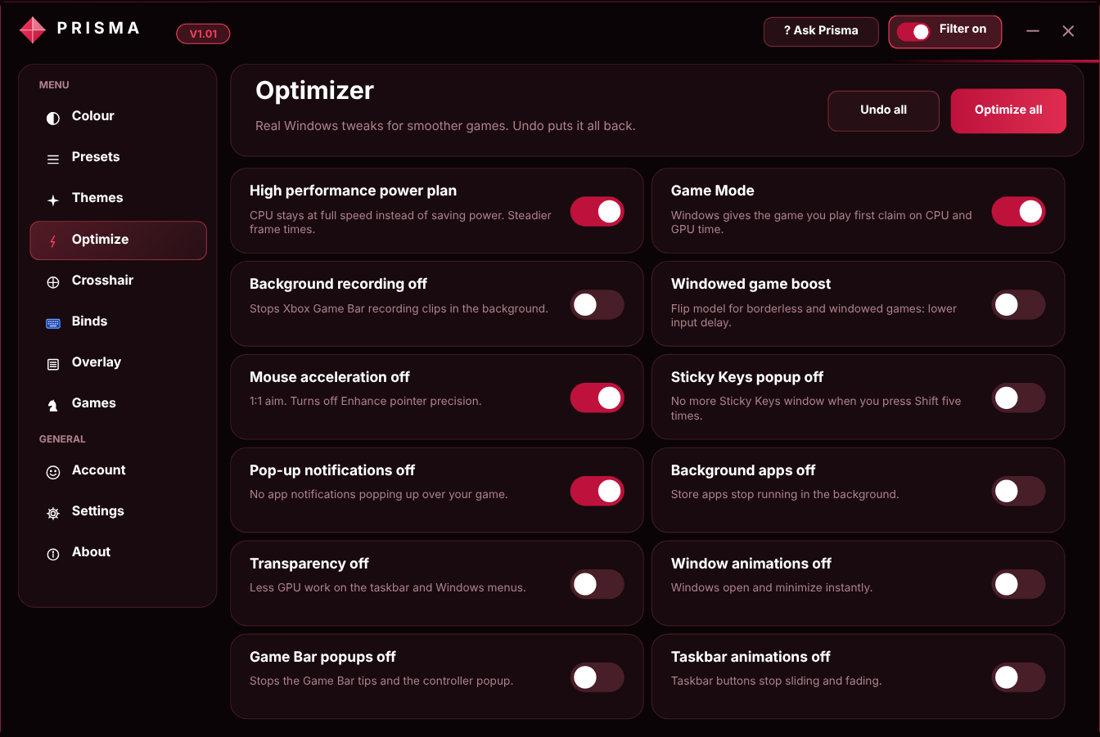 PRISMA
V1.01
? Ask Prisma
Filter on
MENU
Colour
Presets
Themes
Optimize
Crosshair
Binds
Overlay
Games
GENERAL
Account
Settings
About
Optimizer
Real Windows tweaks for smoother games. Undo puts it all back.
Undo all
Optimize all
High performance power plan
CPU stays at full speed instead of saving power. Steadier
frame times.
Game Mode
Windows gives the game you play first claim on CPU and
GPU time.
Background recording off
Stops Xbox Game Bar recording clips in the background.
Windowed game boost
Flip model for borderless and windowed games: lower
input delay.
Mouse acceleration off
1:1 aim. Turns off Enhance pointer precision.
Sticky Keys popup off
No more Sticky Keys window when you press Shift five
times.
Pop-up notifications off
No app notifications popping up over your game.
Background apps off
Store apps stop running in the background.
Transparency off
Less GPU work on the taskbar and Windows menus.
Window animations off
Windows open and minimize instantly.
Game Bar popups off
Stops the Game Bar tips and the controller popup.
Taskbar animations off
Taskbar buttons stop sliding and fading.